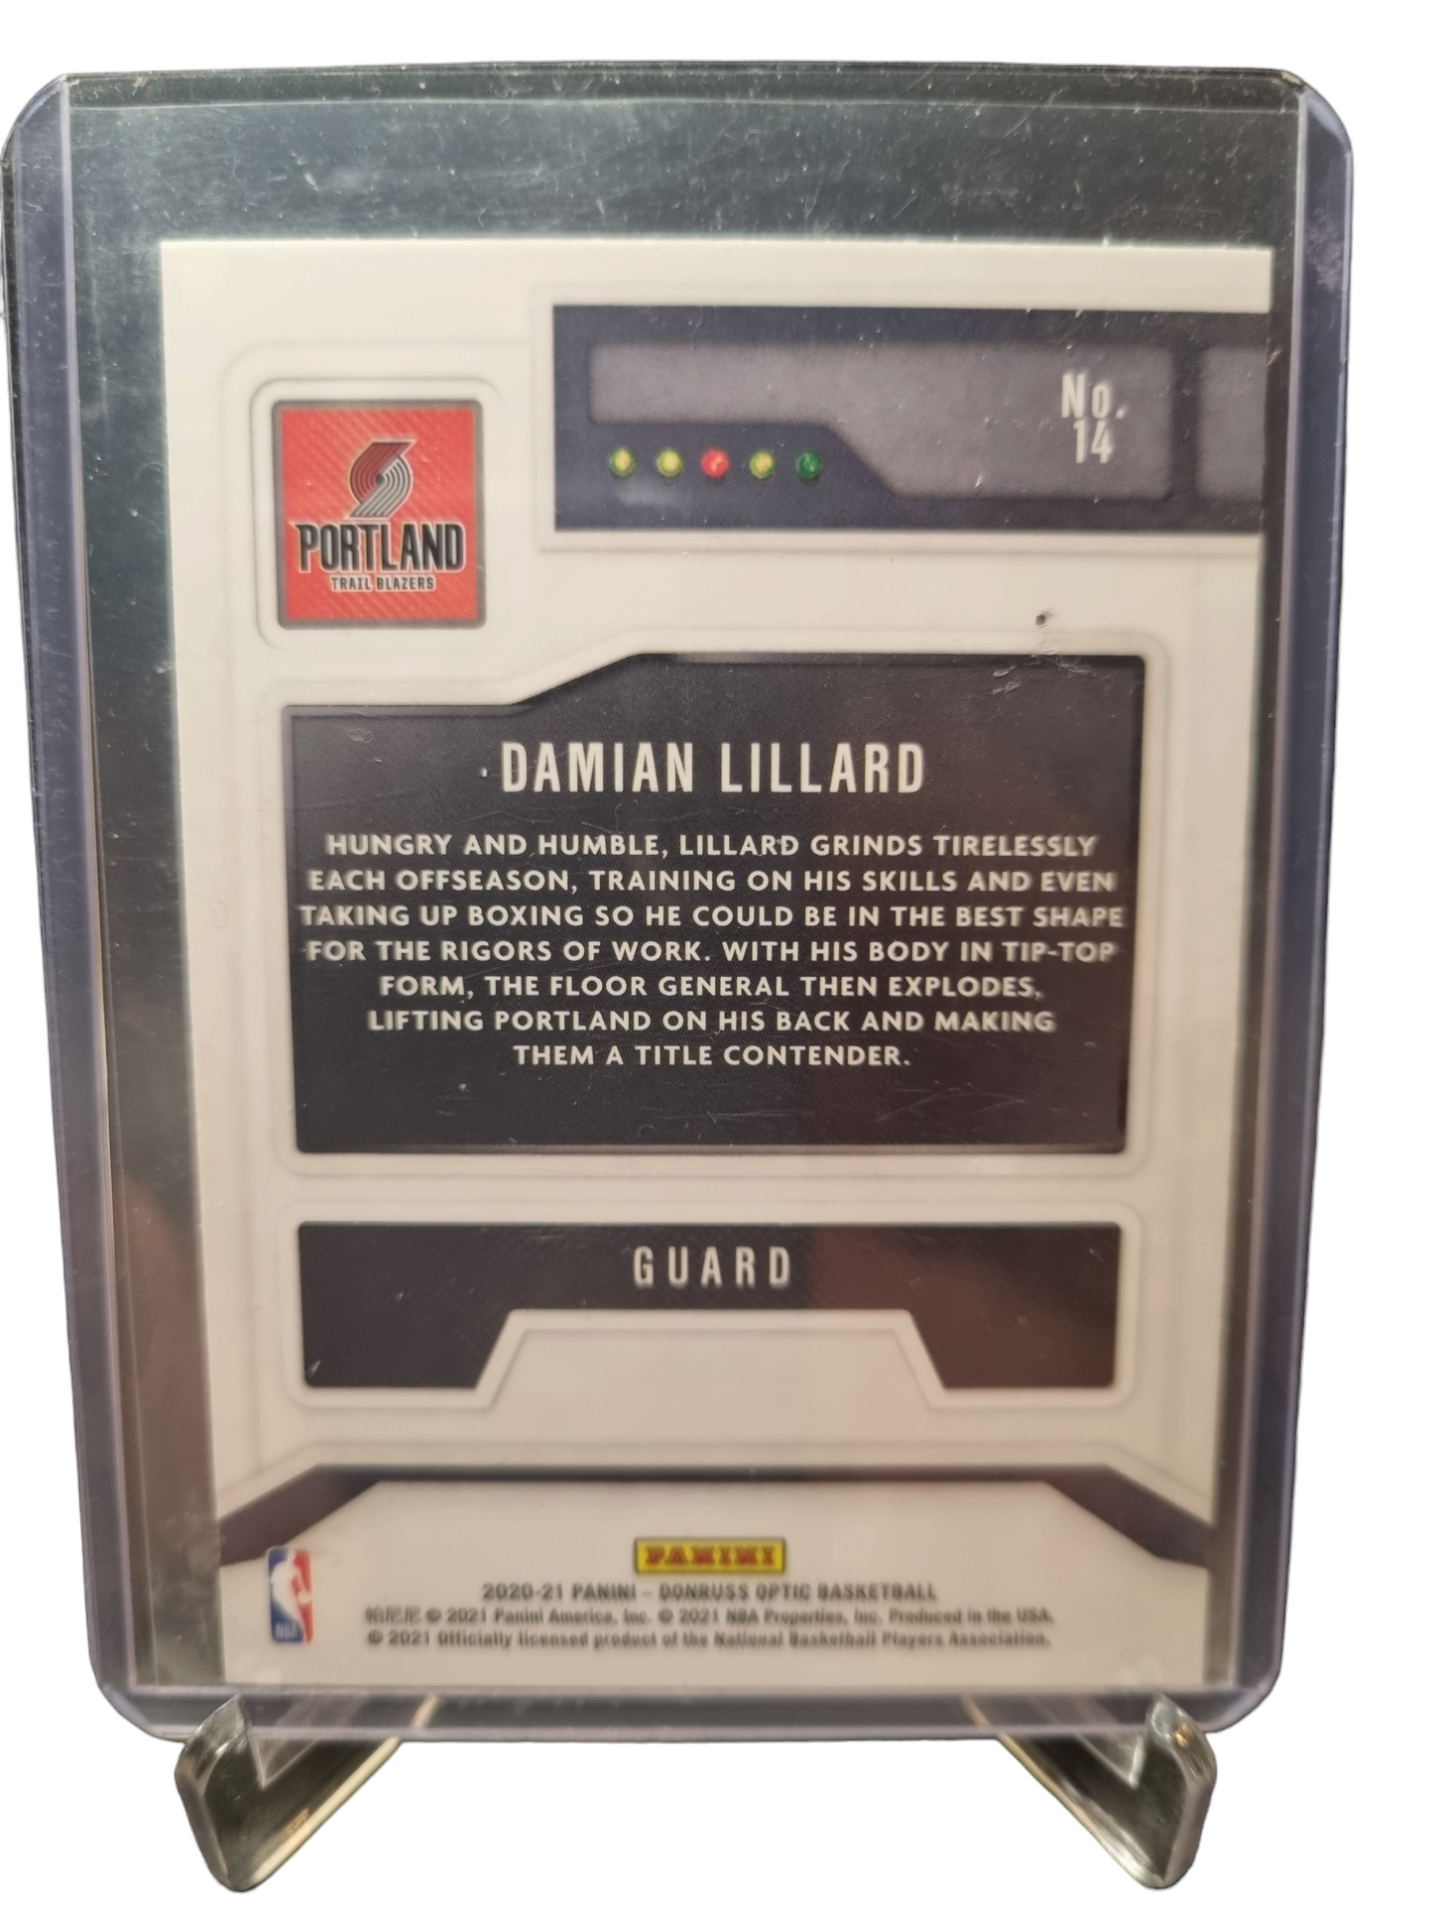 No.
14
PORTLAND
TRAIL BLAZERS
DAMIAN LILLARD
HUNGRY AND HUMBLE, LILLARD GRINDS TIRELESSLY
EACH OFFSEASON, TRAINING ON HIS SKILLS AND EVEN
TAKING UP BOXING SO HE COULD BE IN THE BEST SHAPE
FOR THE RIGORS OF WORK. WITH HIS BODY IN TIP-TOP
FORM, THE FLOOR GENERAL THEN EXPLODES,
LIFTING PORTLAND ON HIS BACK AND MAKING
THEM A TITLE CONTENDER.
GUARD
PANINI
2020-21 PANINI – DONRUSS OPTIC BASKETBALL
帕尼尼 © 2021 Panini America, Inc. © 2021 NBA Properties, Inc. Produced in the USA.
© 2021 Officially licensed product of the National Basketball Players Association.
NBA